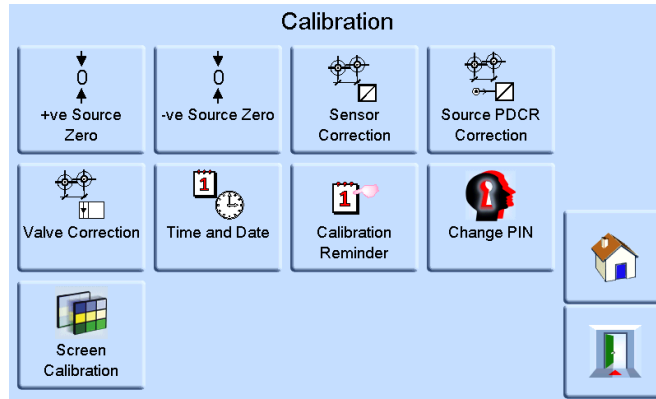 Calibration
0
+ve Source
Zero
0
-ve Source Zero
Sensor
Correction
Source PDCR
Correction
Valve Correction
1
Time and Date
1
Calibration
Reminder
Change PIN
Screen
Calibration